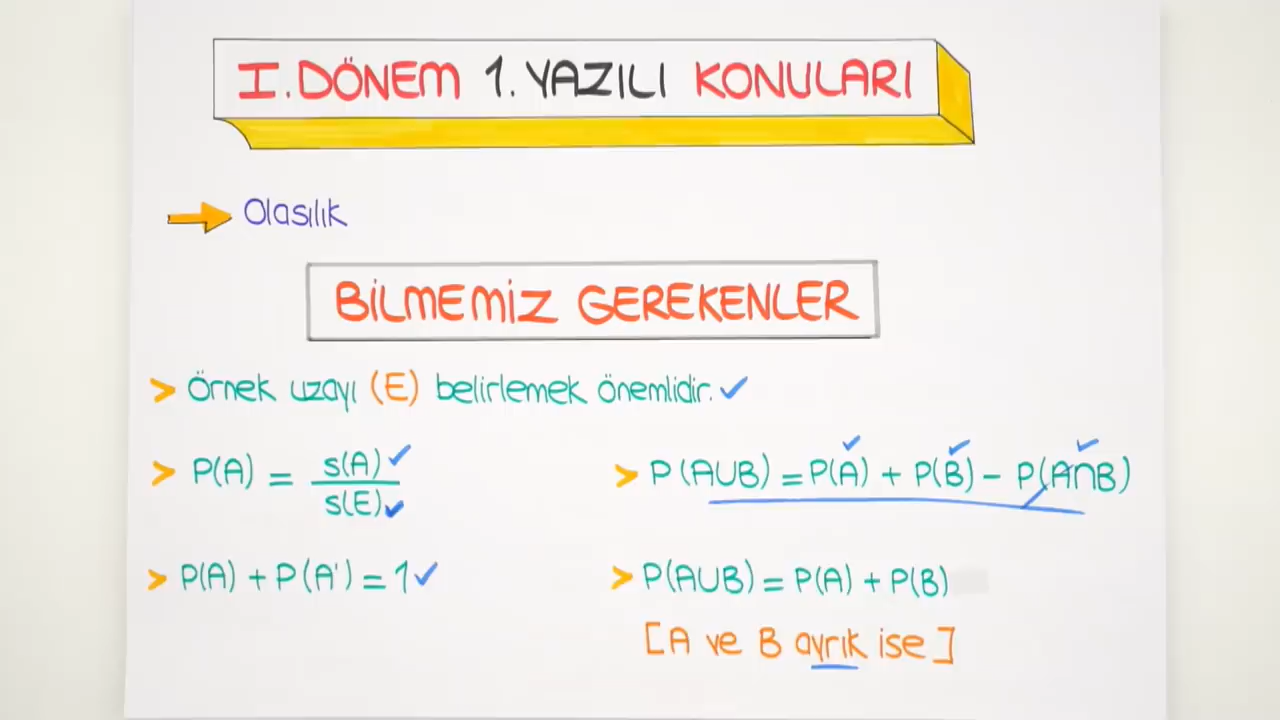 I. DÖNEM 1. YAZILI KONULARI
Olasılık
BİLMEMİZ GEREKENLER
> Örnek uzayı (E) belirlemek önemlidir. ✓
> P(A) = s(A) ✓ / s(E) ✓
> P(A∪B) = P(A) + P(B) - P(A∩B)
> P(A) + P(A') = 1 ✓
> P(A∪B) = P(A) + P(B)
[A ve B ayrık ise]